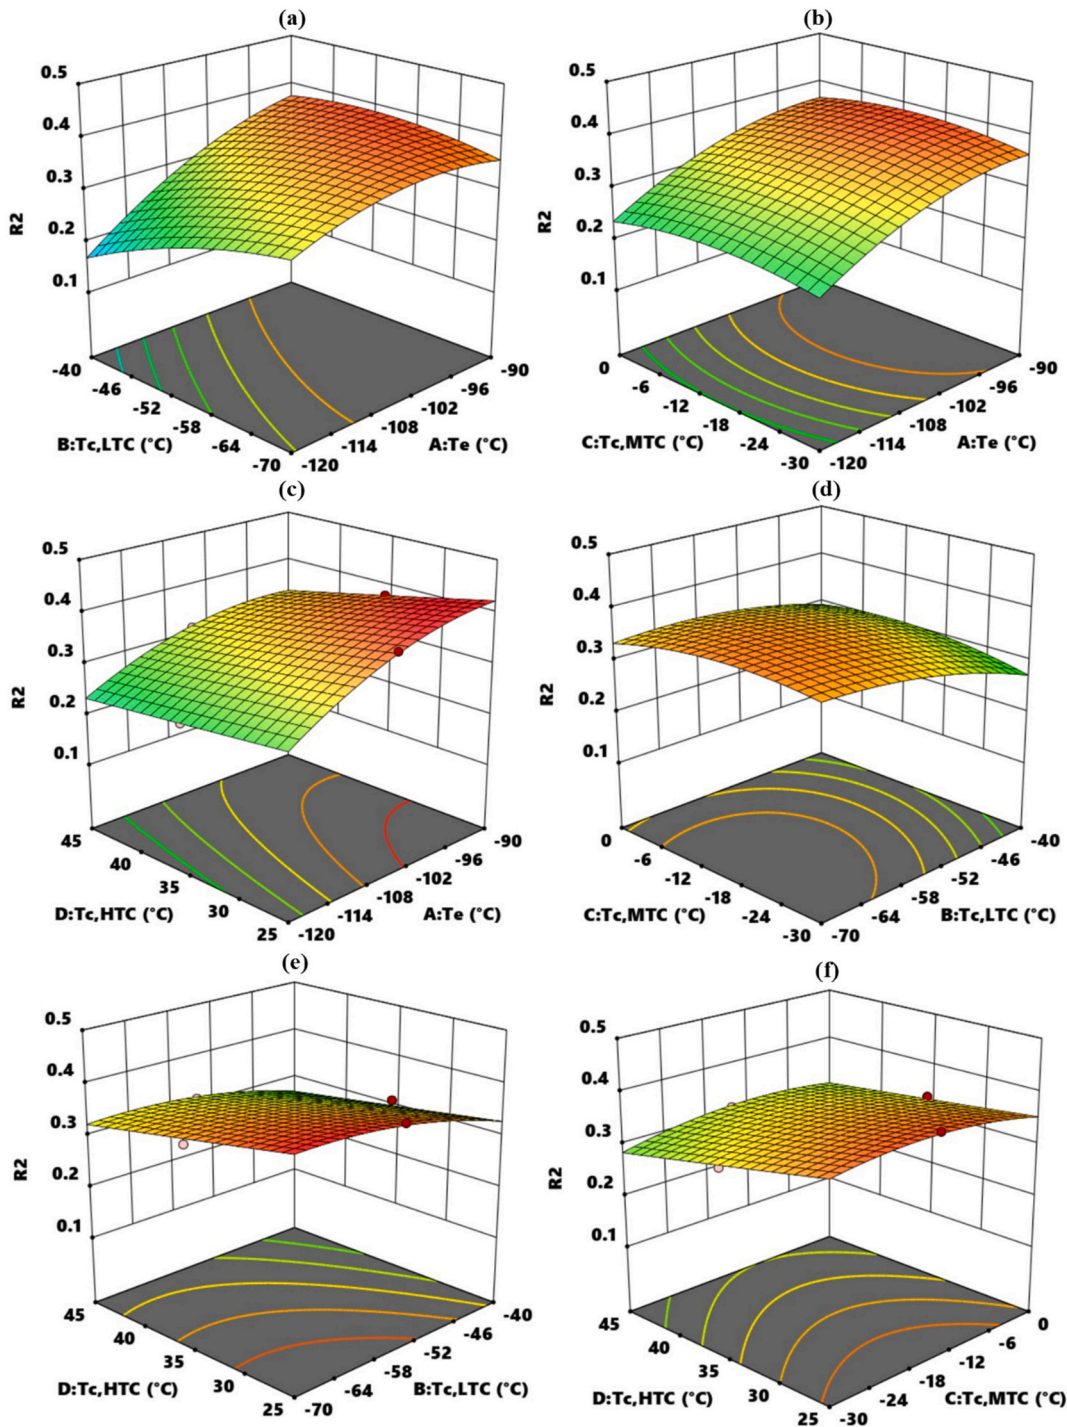 (a) (b)
0.5 0.5
0.4 0.4
0.3 0.3
R2 0.2 R2 0.2
0.1 0.1
-40 -90 0 -90
-46 -96 -6 -96
-52 -102 -12 -102
-58 -108 -18 -108
B:Tc,LTC (°C) -64 -114 A:Te (°C) C:Tc,MTC (°C) -24 -114 A:Te (°C)
-70 -120 -30 -120
(c) (d)
0.5 0.5
0.4 0.4
0.3 0.3
R2 0.2 R2 0.2
0.1 0.1
45 -90 0 -40
40 -96 -6 -46
35 -102 -12 -52
30 -108 -18 -58
D:Tc,HTC (°C) -114 A:Te (°C) C:Tc,MTC (°C) -24 -64 B:Tc,LTC (°C)
25 -120 -30 -70
(e) (f)
0.5 0.5
0.4 0.4
0.3 0.3
R2 0.2 R2 0.2
0.1 0.1
45 -40 45 0
40 -46 40 -6
35 -52 35 -12
30 -58 30 -18
D:Tc,HTC (°C) -64 B:Tc,LTC (°C) D:Tc,HTC (°C) -24 C:Tc,MTC (°C)
25 -70 25 -30